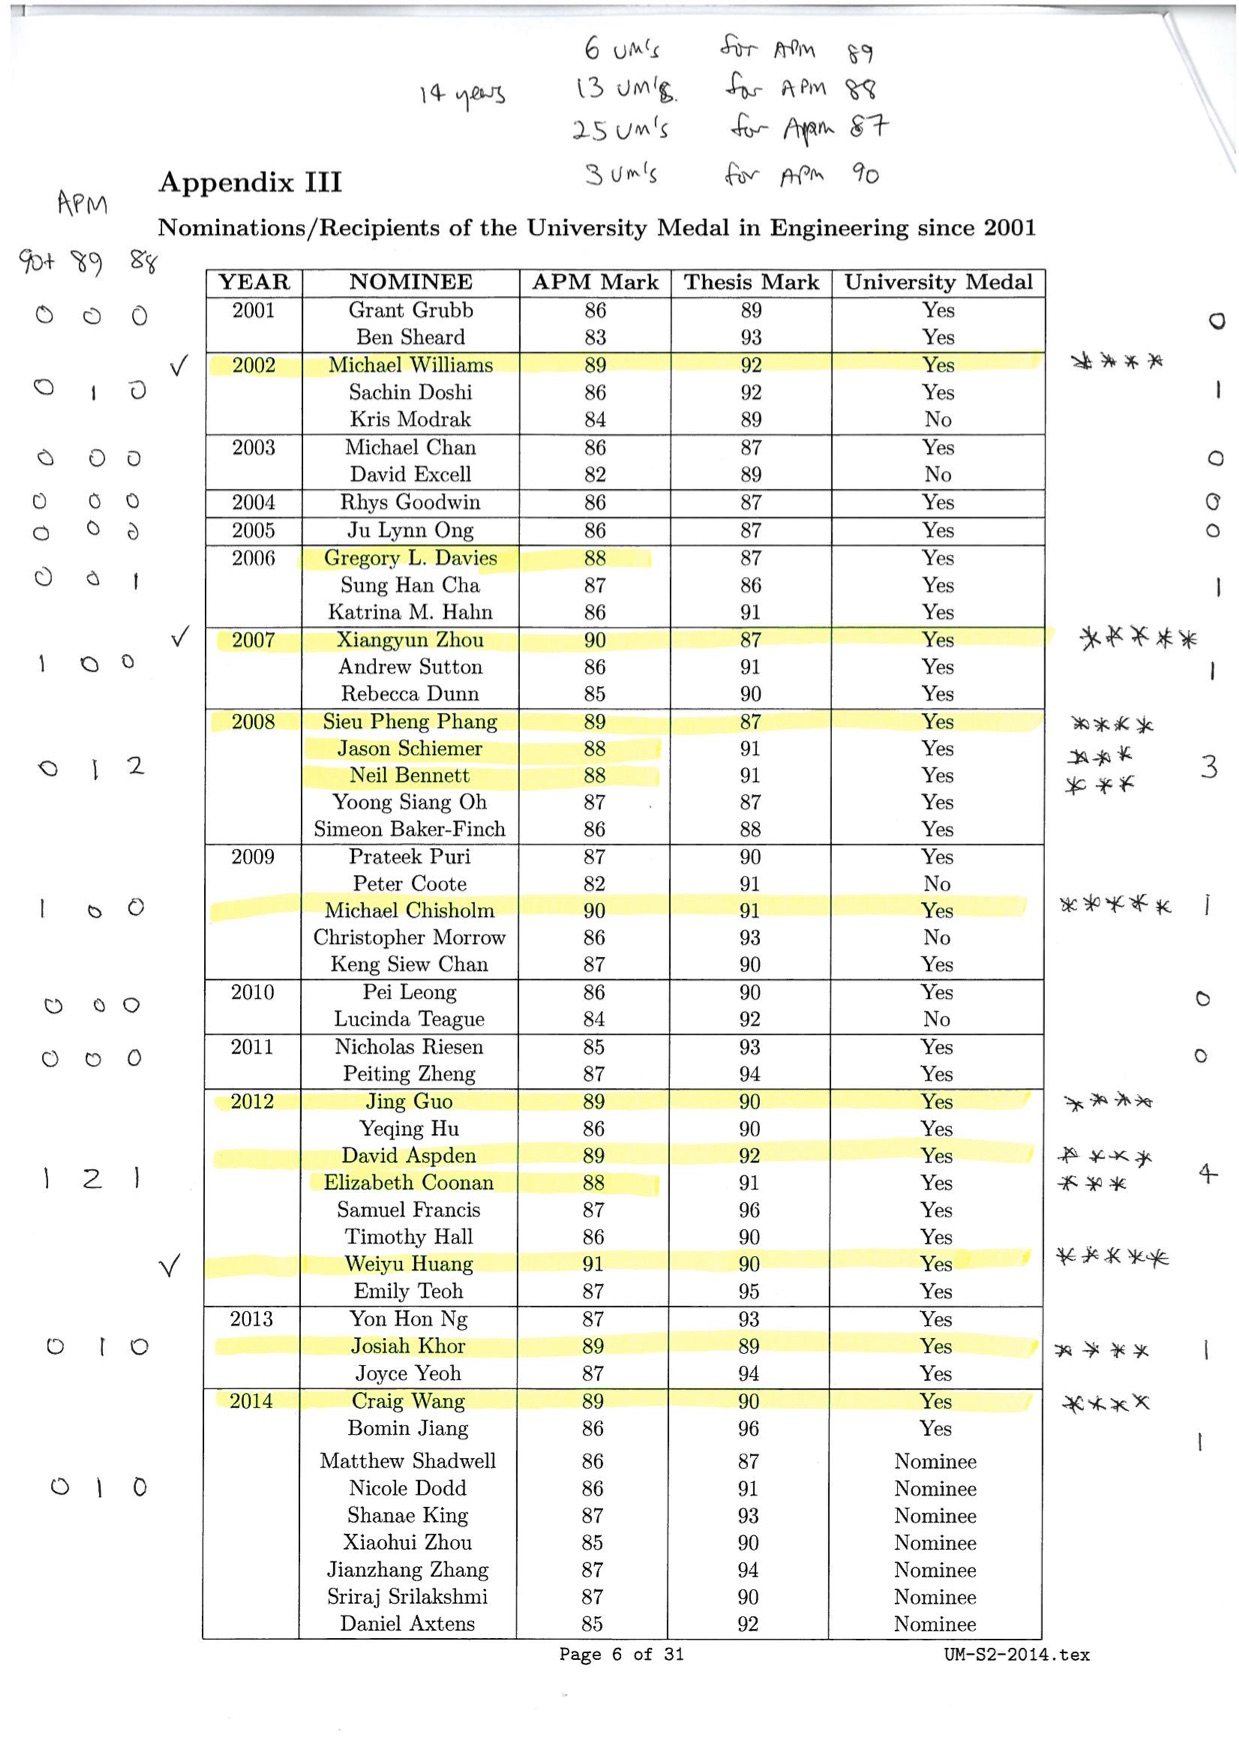 6 UM's for APM 89
14 years 13 UM's. for APM 88
25 UM's for APM 87
3 UM's for APM 90
Appendix III
APM
Nominations/Recipients of the University Medal in Engineering since 2001
90+ 89 88
YEAR NOMINEE APM Mark Thesis Mark University Medal
0 0 0 2001 Grant Grubb 86 89 Yes 0
Ben Sheard 83 93 Yes
✓ 2002 Michael Williams 89 92 Yes ****
0 1 0 Sachin Doshi 86 92 Yes 1
Kris Modrak 84 89 No
0 0 0 2003 Michael Chan 86 87 Yes 0
David Excell 82 89 No
0 0 0 2004 Rhys Goodwin 86 87 Yes 0
0 0 0 2005 Ju Lynn Ong 86 87 Yes 0
2006 Gregory L. Davies 88 87 Yes
0 0 1 Sung Han Cha 87 86 Yes 1
Katrina M. Hahn 86 91 Yes
✓ 2007 Xiangyun Zhou 90 87 Yes *****
1 0 0 Andrew Sutton 86 91 Yes 1
Rebecca Dunn 85 90 Yes
2008 Sieu Pheng Phang 89 87 Yes ****
Jason Schiemer 88 91 Yes ***
0 1 2 Neil Bennett 88 91 Yes *** 3
Yoong Siang Oh 87 87 Yes
Simeon Baker-Finch 86 88 Yes
2009 Prateek Puri 87 90 Yes
Peter Coote 82 91 No
1 0 0 Michael Chisholm 90 91 Yes ***** 1
Christopher Morrow 86 93 No
Keng Siew Chan 87 90 Yes
0 0 0 2010 Pei Leong 86 90 Yes 0
Lucinda Teague 84 92 No
0 0 0 2011 Nicholas Riesen 85 93 Yes 0
Peiting Zheng 87 94 Yes
2012 Jing Guo 89 90 Yes ****
Yeqing Hu 86 90 Yes
David Aspden 89 92 Yes ****
1 2 1 Elizabeth Coonan 88 91 Yes *** 4
Samuel Francis 87 96 Yes
Timothy Hall 86 90 Yes
✓ Weiyu Huang 91 90 Yes *****
Emily Teoh 87 95 Yes
2013 Yon Hon Ng 87 93 Yes
0 1 0 Josiah Khor 89 89 Yes **** 1
Joyce Yeoh 87 94 Yes
2014 Craig Wang 89 90 Yes ****
Bomin Jiang 86 96 Yes 1
Matthew Shadwell 86 87 Nominee
0 1 0 Nicole Dodd 86 91 Nominee
Shanae King 87 93 Nominee
Xiaohui Zhou 85 90 Nominee
Jianzhang Zhang 87 94 Nominee
Sriraj Srilakshmi 87 90 Nominee
Daniel Axtens 85 92 Nominee
Page 6 of 31 UM-S2-2014.tex